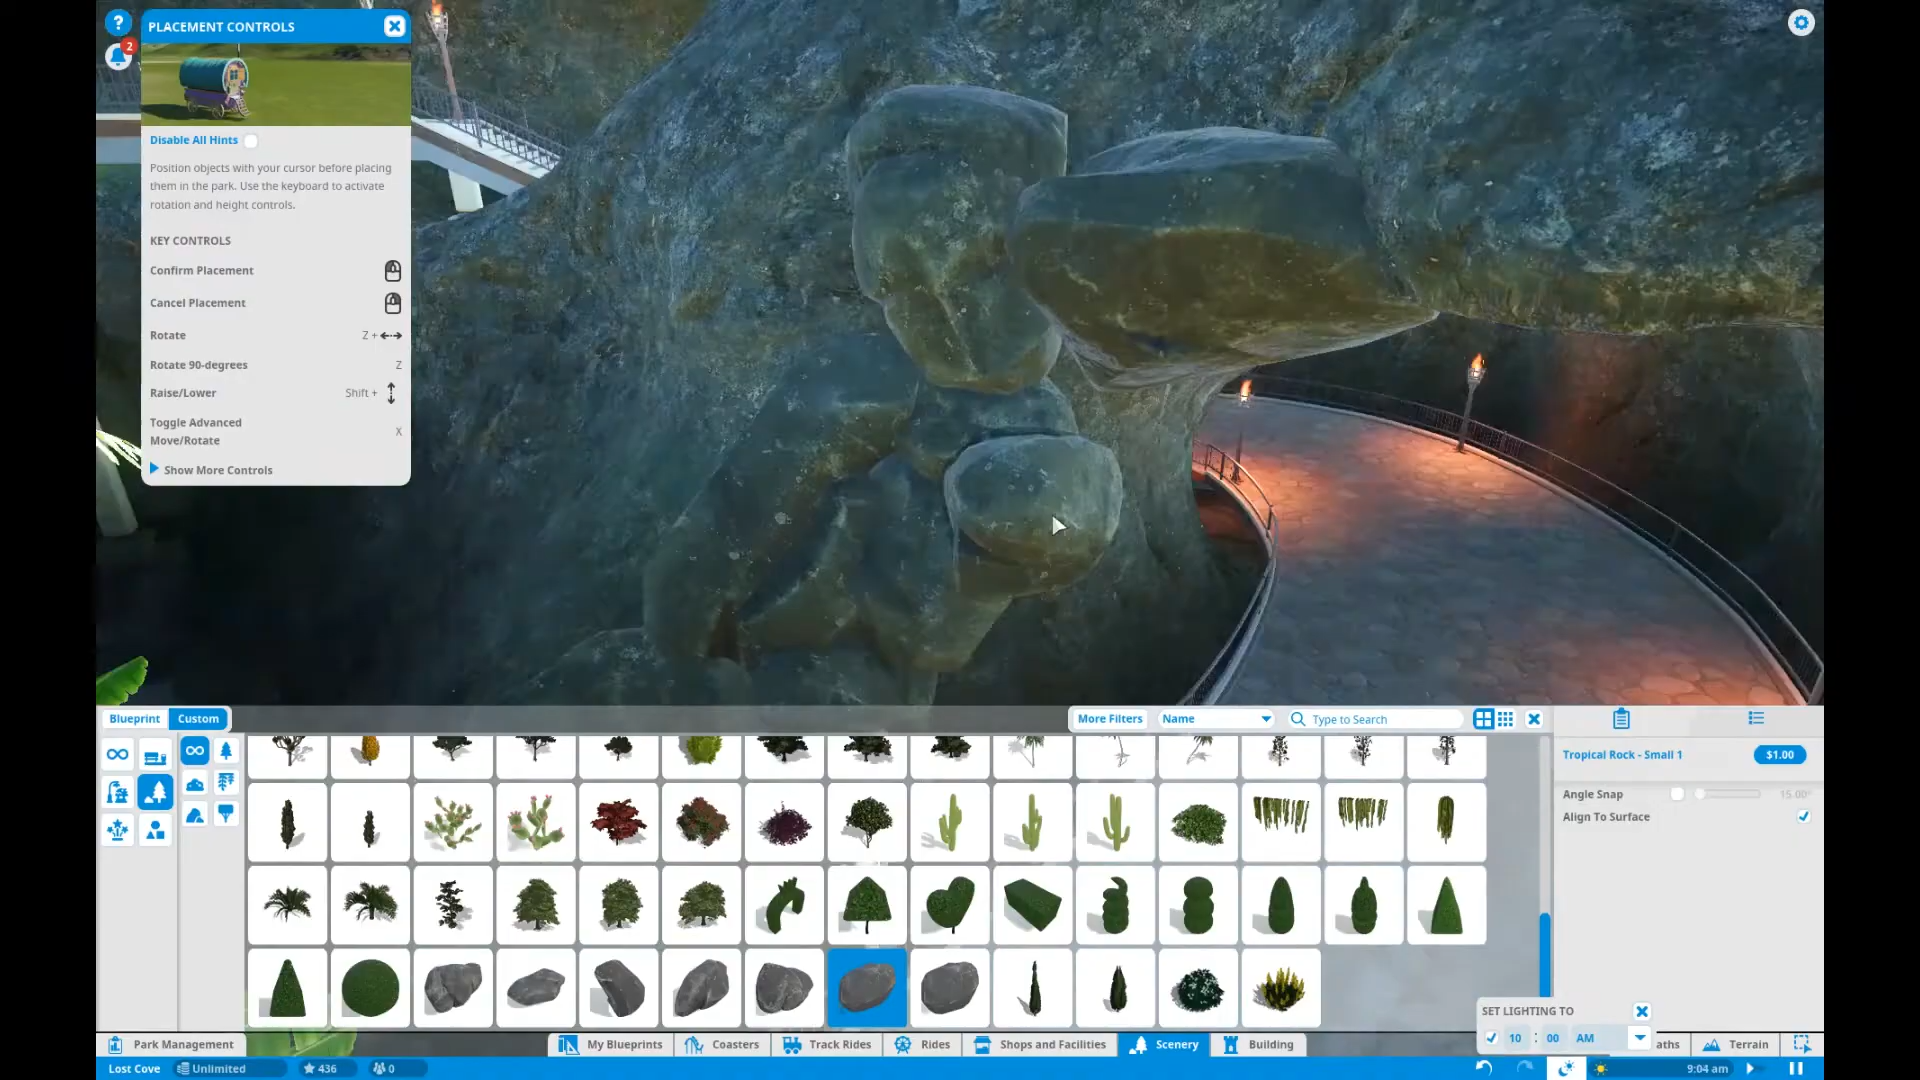 ?
PLACEMENT CONTROLS
2
Disable All Hints
Position objects with your cursor before placing
them in the park. Use the keyboard to activate
rotation and height controls.
KEY CONTROLS
Confirm Placement
Cancel Placement
Rotate Z +
Rotate 90-degrees Z
Raise/Lower Shift +
Toggle Advanced
Move/Rotate X
Show More Controls
Blueprint Custom
More Filters Name Type to Search
Tropical Rock - Small 1 $1.00
Angle Snap 15.00°
Align To Surface
SET LIGHTING TO
10 : 00 AM
Park Management My Blueprints Coasters Track Rides Rides Shops and Facilities Scenery Building aths Terrain
Lost Cove Unlimited 436 0 9:04 am